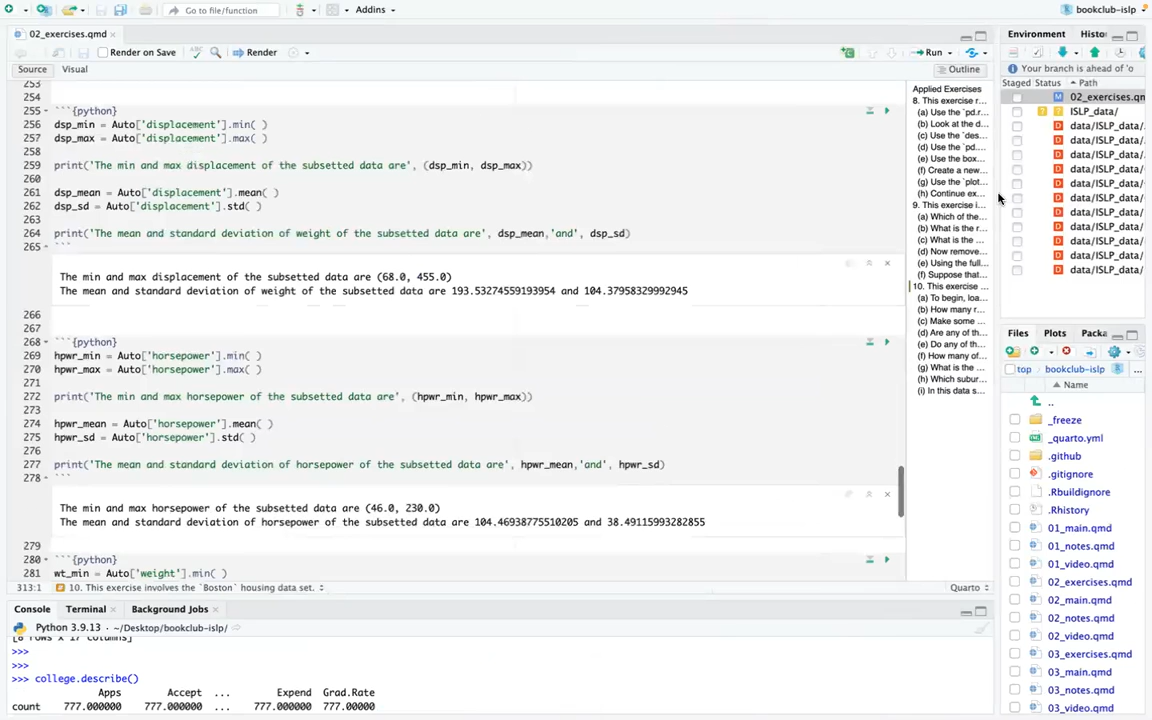 Go to file/function
Addins
bookclub-islp
02_exercises.qmd
Render on Save
Render
Run
Source
Visual
Outline
253
254
255 ```{python}
256 dsp_min = Auto['displacement'].min( )
257 dsp_max = Auto['displacement'].max( )
258
259 print('The min and max displacement of the subsetted data are', (dsp_min, dsp_max))
260
261 dsp_mean = Auto['displacement'].mean( )
262 dsp_sd = Auto['displacement'].std( )
263
264 print('The mean and standard deviation of weight of the subsetted data are', dsp_mean,'and', dsp_sd)
265 ```
The min and max displacement of the subsetted data are (68.0, 455.0)
The mean and standard deviation of weight of the subsetted data are 193.53274559193954 and 104.37958329992945
266
267
268 ```{python}
269 hpwr_min = Auto['horsepower'].min( )
270 hpwr_max = Auto['horsepower'].max( )
271
272 print('The min and max horsepower of the subsetted data are', (hpwr_min, hpwr_max))
273
274 hpwr_mean = Auto['horsepower'].mean( )
275 hpwr_sd = Auto['horsepower'].std( )
276
277 print('The mean and standard deviation of horsepower of the subsetted data are', hpwr_mean,'and', hpwr_sd)
278 ```
The min and max horsepower of the subsetted data are (46.0, 230.0)
The mean and standard deviation of horsepower of the subsetted data are 104.46938775510205 and 38.49115993282855
279
280 ```{python}
281 wt_min = Auto['weight'].min( )
313:1
10. This exercise involves the `Boston` housing data set.
Quarto
Applied Exercises
8. This exercise r...
(a) Use the `pd.r...
(b) Look at the d...
(c) Use the `des...
(d) Use the `pd....
(e) Use the box...
(f) Create a new...
(g) Use the `plot...
(h) Continue ex...
9. This exercise i...
(a) Which of the...
(b) What is the r...
(c) What is the ...
(d) Now remove...
(e) Using the full...
(f) Suppose that...
10. This exercise ...
(a) To begin, loa...
(b) How many r...
(c) Make some ...
(d) Are any of th...
(e) Do any of th...
(f) How many of...
(g) What is the ...
(h) Which subur...
(i) In this data s...
Console
Terminal
Background Jobs
Python 3.9.13 · ~/Desktop/bookclub-islp/
[8 rows x 17 columns]
>>>
>>>
>>> college.describe()
Apps Accept ... Expend Grad.Rate
count 777.000000 777.000000 ... 777.000000 777.00000
Environment
Histo
Your branch is ahead of 'o
Staged Status Path
M 02_exercises.qn
? ? ISLP_data/
D data/ISLP_data/
D data/ISLP_data/
D data/ISLP_data/
D data/ISLP_data/
D data/ISLP_data/
D data/ISLP_data/
D data/ISLP_data/
D data/ISLP_data/
D data/ISLP_data/
D data/ISLP_data/
D data/ISLP_data/
Files
Plots
Packa
top
bookclub-islp
...
Name
..
_freeze
_quarto.yml
.github
.gitignore
.Rbuildignore
.Rhistory
01_main.qmd
01_notes.qmd
01_video.qmd
02_exercises.qmd
02_main.qmd
02_notes.qmd
02_video.qmd
03_exercises.qmd
03_main.qmd
03_notes.qmd
03_video.qmd